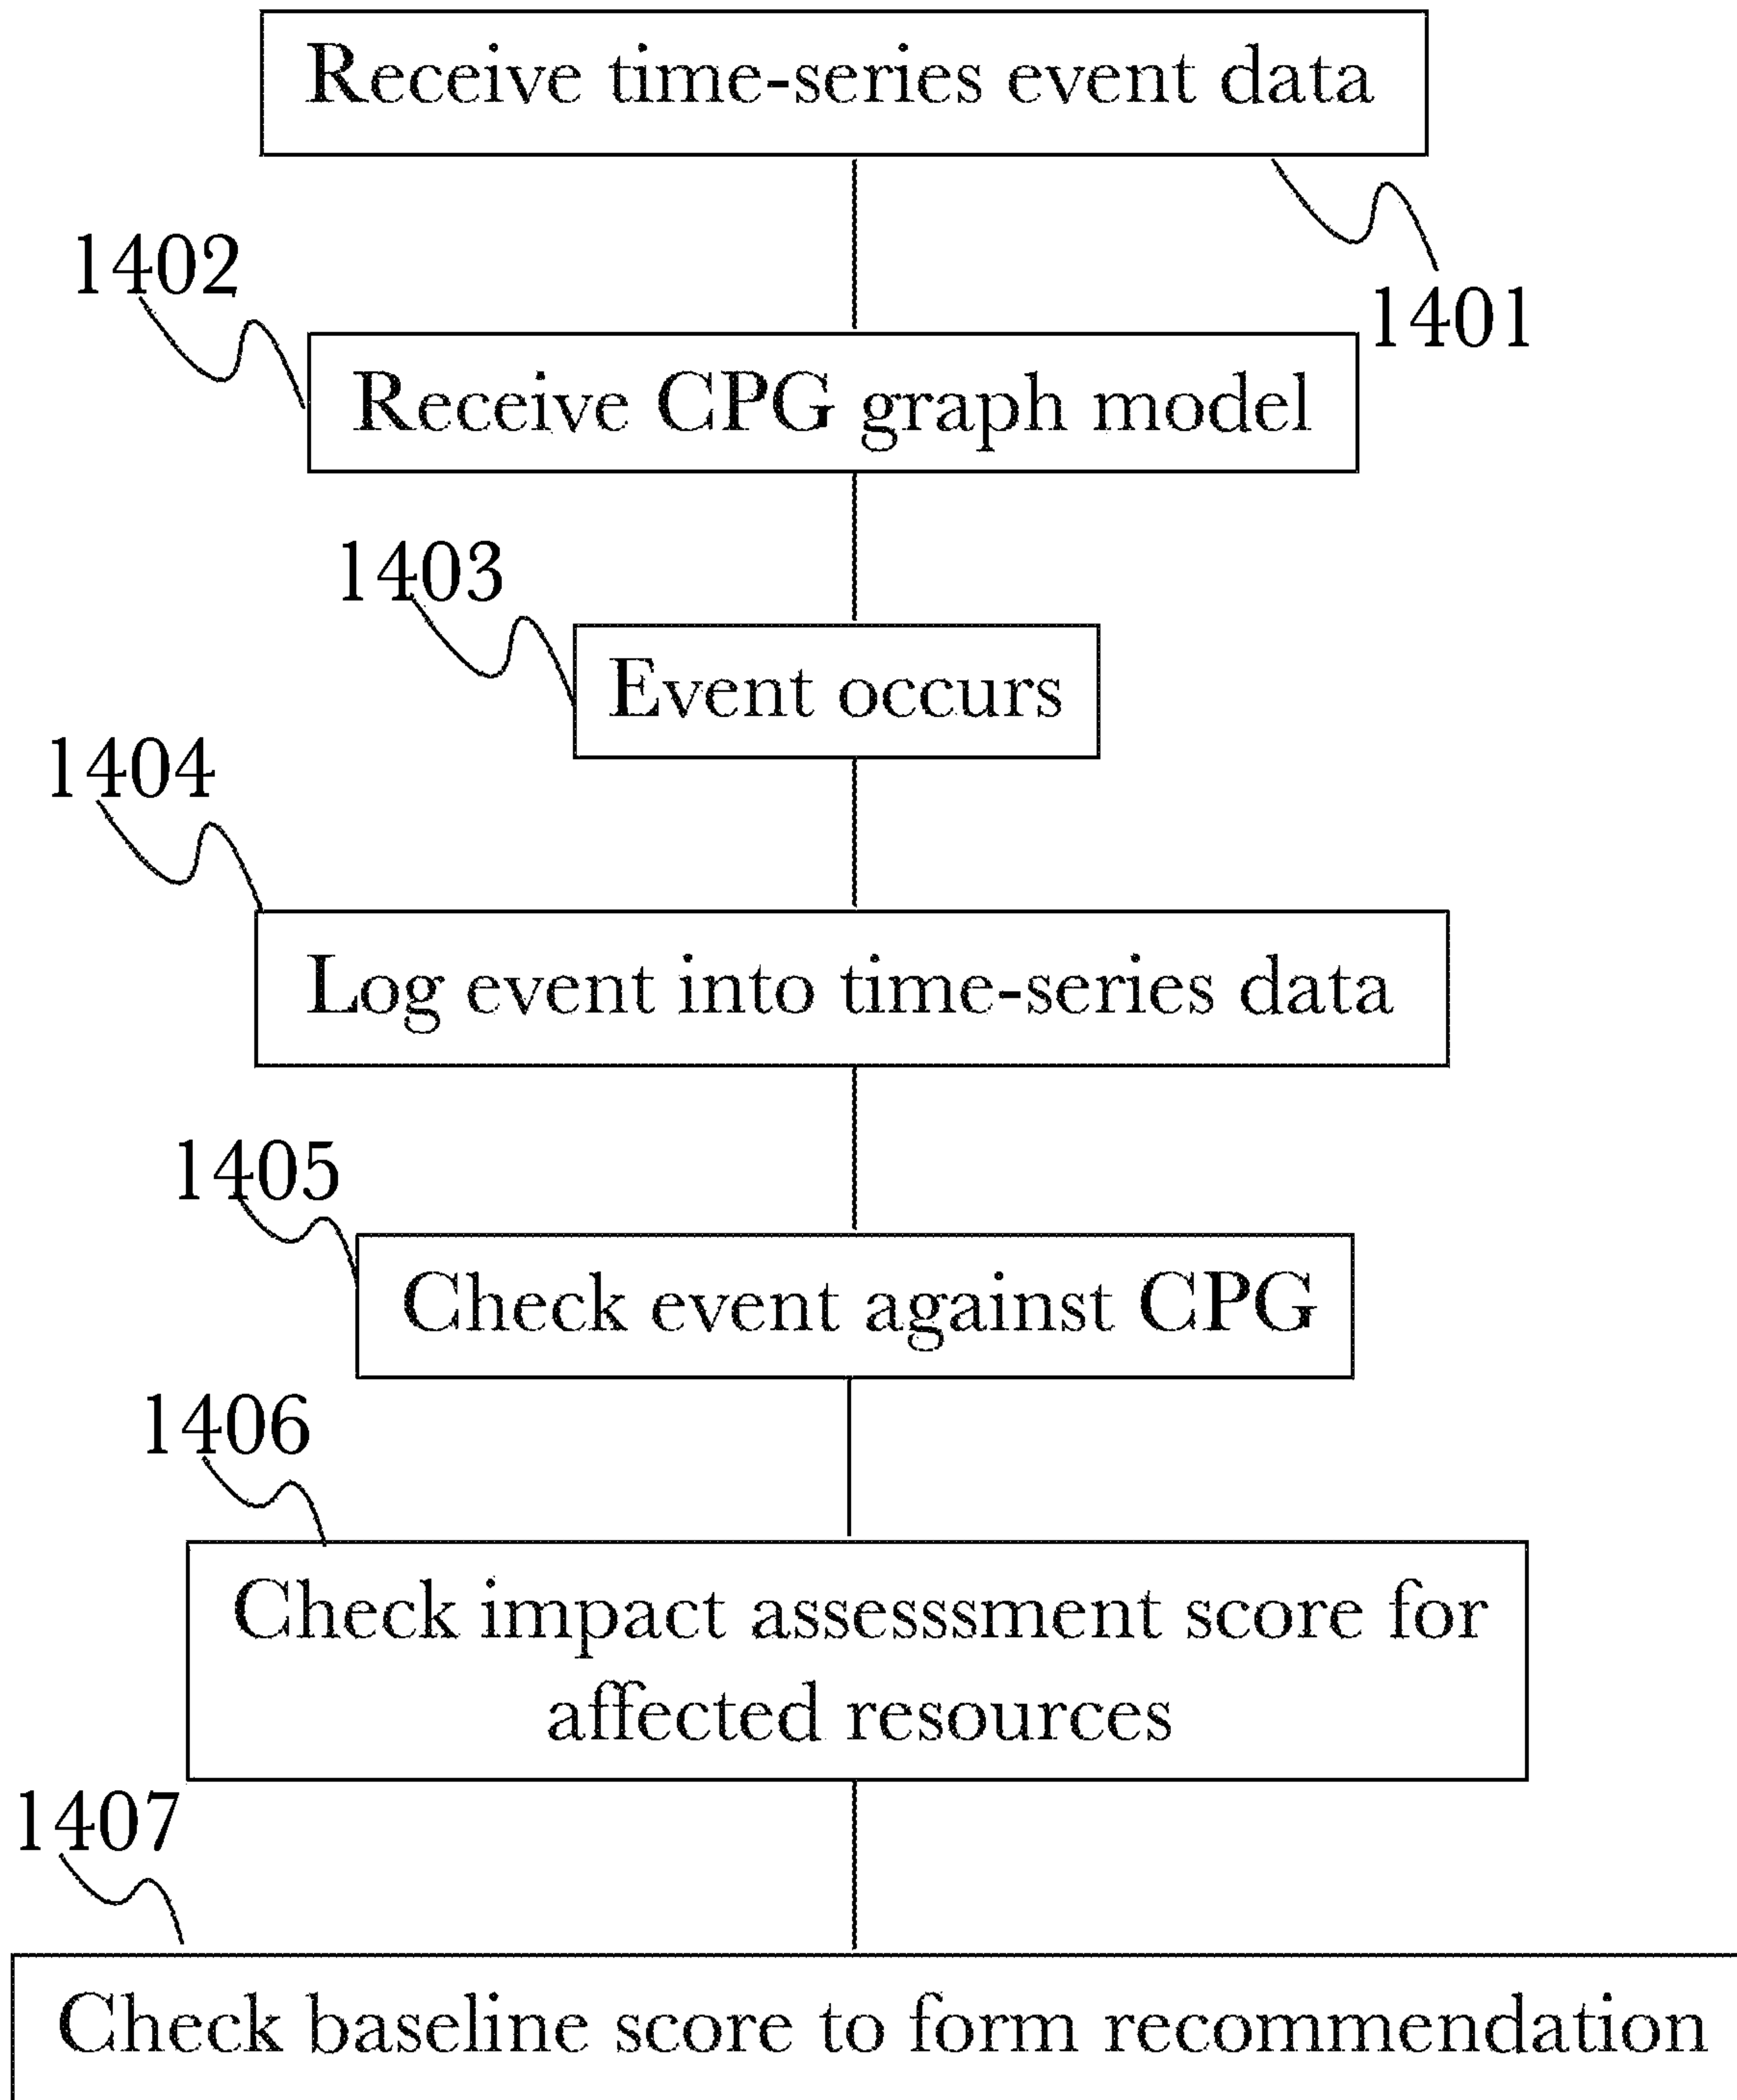 Receive time-series event data
1401
1402
Receive CPG graph model
1403
Event occurs
1404
Log event into time-series data
1405
Check event against CPG
1406
Check impact assesssment score for
affected resources
1407
Check baseline score to form recommendation